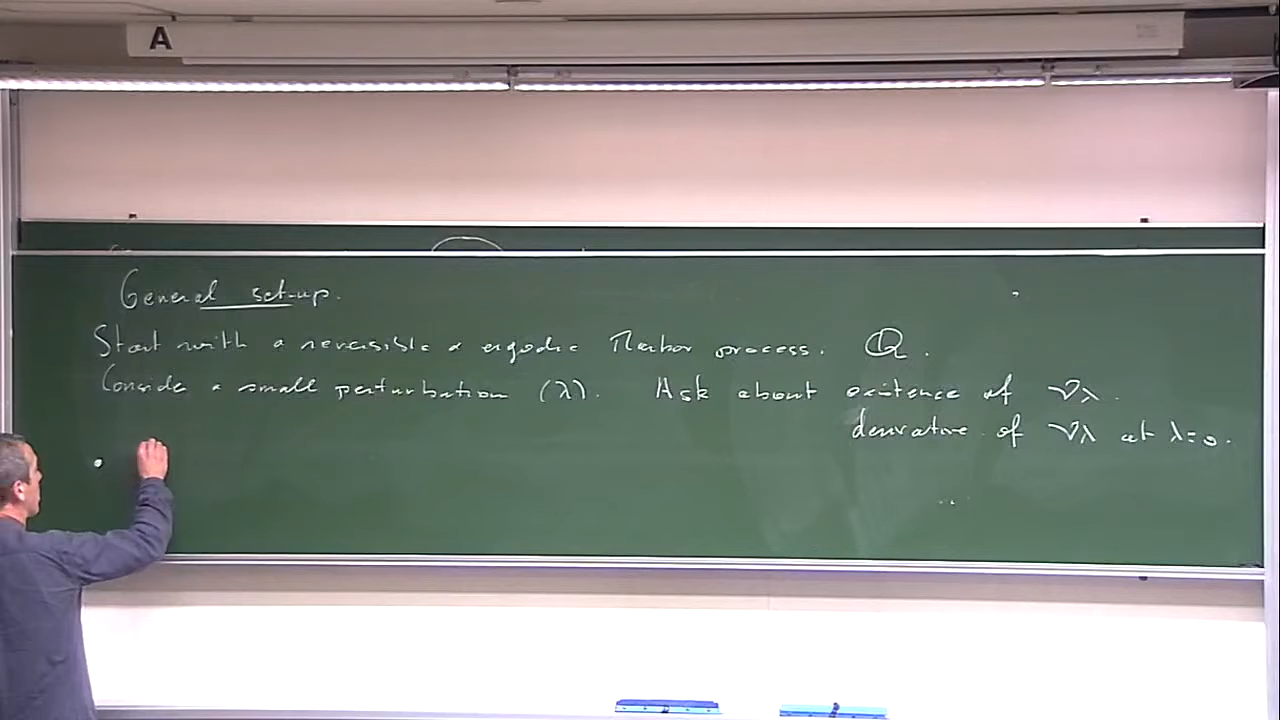 A
General set-up.
Start with a reversible & ergodic Markov process. Q.
Consider a small perturbation (λ). Ask about existence of νλ.
derivative of νλ at λ=0.